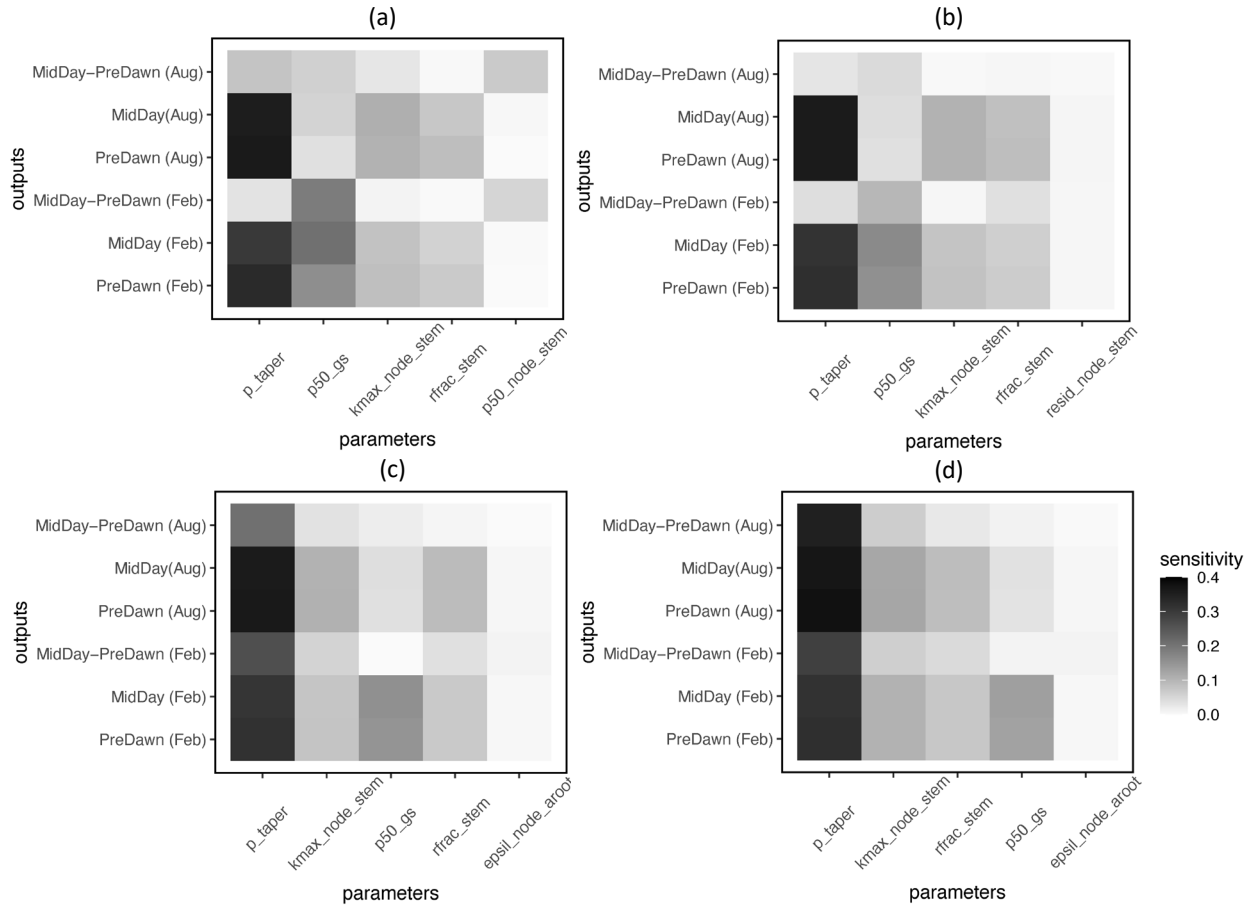 (a)
MidDay−PreDawn (Aug)
MidDay(Aug)
PreDawn (Aug)
MidDay−PreDawn (Feb)
MidDay (Feb)
PreDawn (Feb)
outputs
p_taper
p50_gs
kmax_node_stem
rfrac_stem
p50_node_stem
parameters
(b)
MidDay−PreDawn (Aug)
MidDay(Aug)
PreDawn (Aug)
MidDay−PreDawn (Feb)
MidDay (Feb)
PreDawn (Feb)
outputs
p_taper
p50_gs
kmax_node_stem
rfrac_stem
resid_node_stem
parameters
(c)
MidDay−PreDawn (Aug)
MidDay(Aug)
PreDawn (Aug)
MidDay−PreDawn (Feb)
MidDay (Feb)
PreDawn (Feb)
outputs
p_taper
kmax_node_stem
p50_gs
rfrac_stem
epsil_node_aroot
parameters
(d)
MidDay−PreDawn (Aug)
MidDay(Aug)
PreDawn (Aug)
MidDay−PreDawn (Feb)
MidDay (Feb)
PreDawn (Feb)
outputs
p_taper
kmax_node_stem
rfrac_stem
p50_gs
epsil_node_aroot
parameters
sensitivity
0.4
0.3
0.2
0.1
0.0